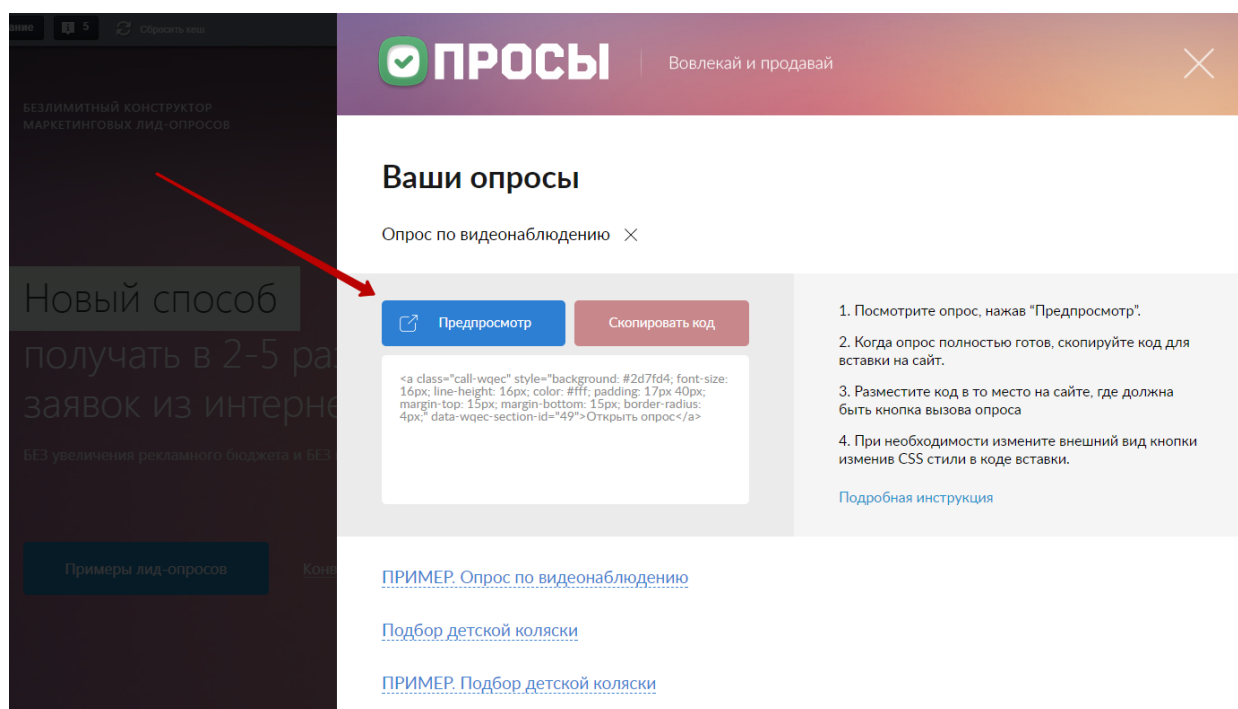 ание
5
Сбросить кеш
БЕЗЛИМИТНЫЙ КОНСТРУКТОР
МАРКЕТИНГОВЫХ ЛИД-ОПРОСОВ
Новый способ
получать в 2-5 раз
заявок из интерне
БЕЗ увеличения рекламного бюджета и БЕЗ
Примеры лид-опросов
Конв
ПРОСЫ
Вовлекай и продавай
Ваши опросы
Опрос по видеонаблюдению
Предпросмотр
Скопировать код
<a class="call-wqec" style="background: #2d7fd4; font-size:
16px; line-height: 16px; color: #fff; padding: 17px 40px;
margin-top: 15px; margin-bottom: 15px; border-radius:
4px;" data-wqec-section-id="49">Открыть опрос</a>
1. Посмотрите опрос, нажав “Предпросмотр”.
2. Когда опрос полностью готов, скопируйте код для
вставки на сайт.
3. Разместите код в то место на сайте, где должна
быть кнопка вызова опроса
4. При необходимости измените внешний вид кнопки
изменив CSS стили в коде вставки.
Подробная инструкция
ПРИМЕР. Опрос по видеонаблюдению
Подбор детской коляски
ПРИМЕР. Подбор детской коляски